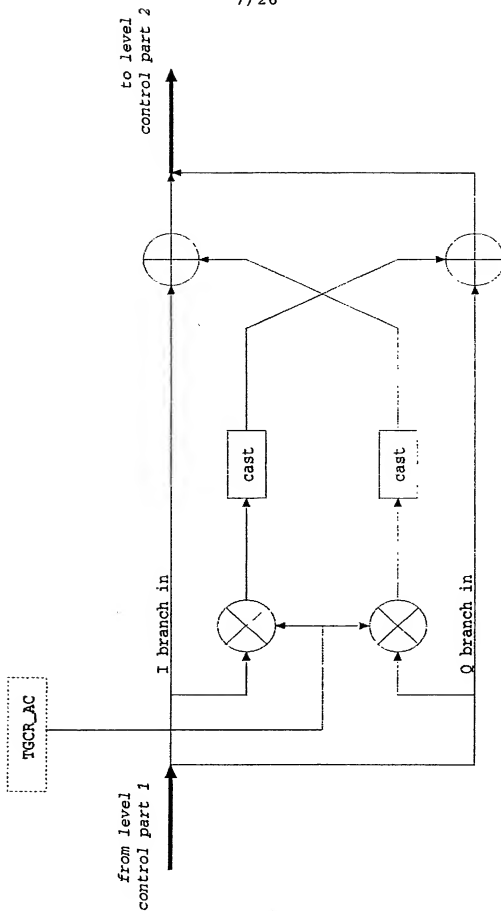 7/26
to level
control part 2
cast
cast
I branch in
Q branch in
TGCR_AC
from level
control part 1